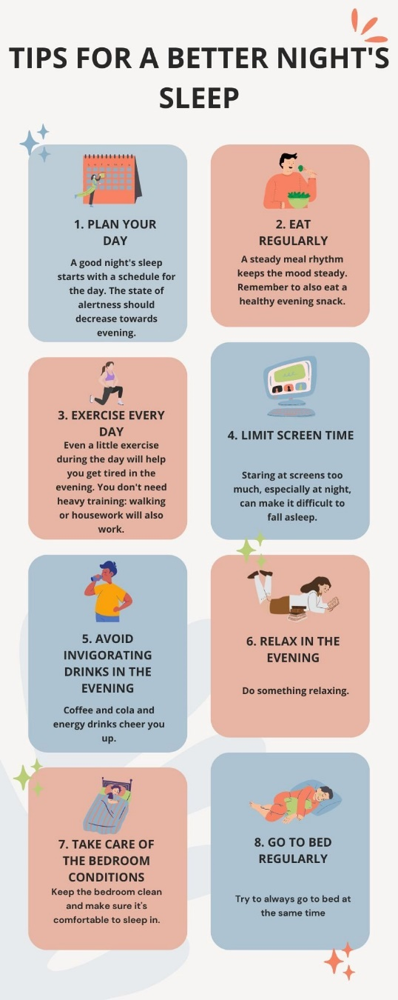 TIPS FOR A BETTER NIGHT'S
SLEEP
1. PLAN YOUR
DAY
A good night's sleep
starts with a schedule for
the day. The state of
alertness should
decrease towards
evening.
2. EAT
REGULARLY
A steady meal rhythm
keeps the mood steady.
Remember to also eat a
healthy evening snack.
3. EXERCISE EVERY
DAY
Even a little exercise
during the day will help
you get tired in the
evening. You don't need
heavy training: walking
or housework will also
work.
4. LIMIT SCREEN TIME
Staring at screens too
much, especially at night,
can make it difficult to
fall asleep.
5. AVOID
INVIGORATING
DRINKS IN THE
EVENING
Coffee and cola and
energy drinks cheer you
up.
6. RELAX IN THE
EVENING
Do something relaxing.
7. TAKE CARE OF
THE BEDROOM
CONDITIONS
Keep the bedroom clean
and make sure it's
comfortable to sleep in.
8. GO TO BED
REGULARLY
Try to always go to bed at
the same time